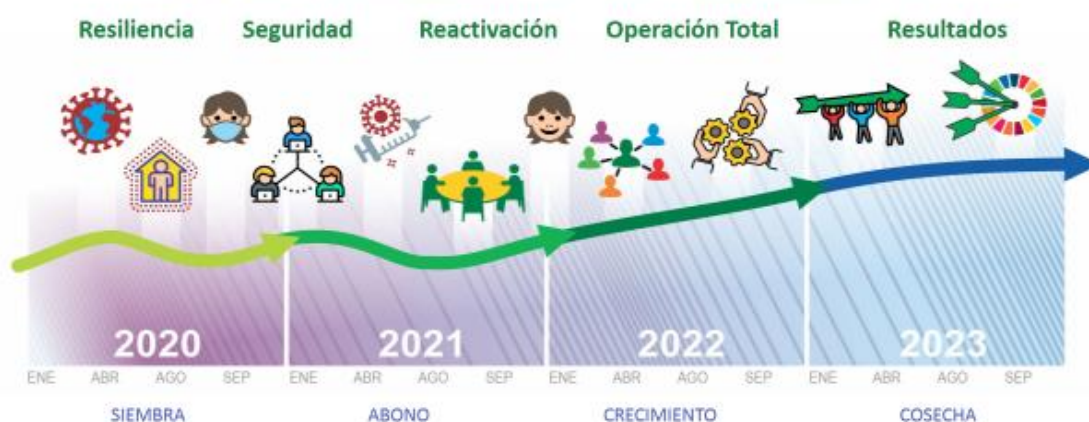 Resiliencia Seguridad Reactivación Operación Total Resultados
2020 2021 2022 2023
ENE ABR AGO SEP ENE ABR AGO SEP ENE ABR AGO SEP ENE ABR AGO SEP
SIEMBRA ABONO CRECIMIENTO COSECHA